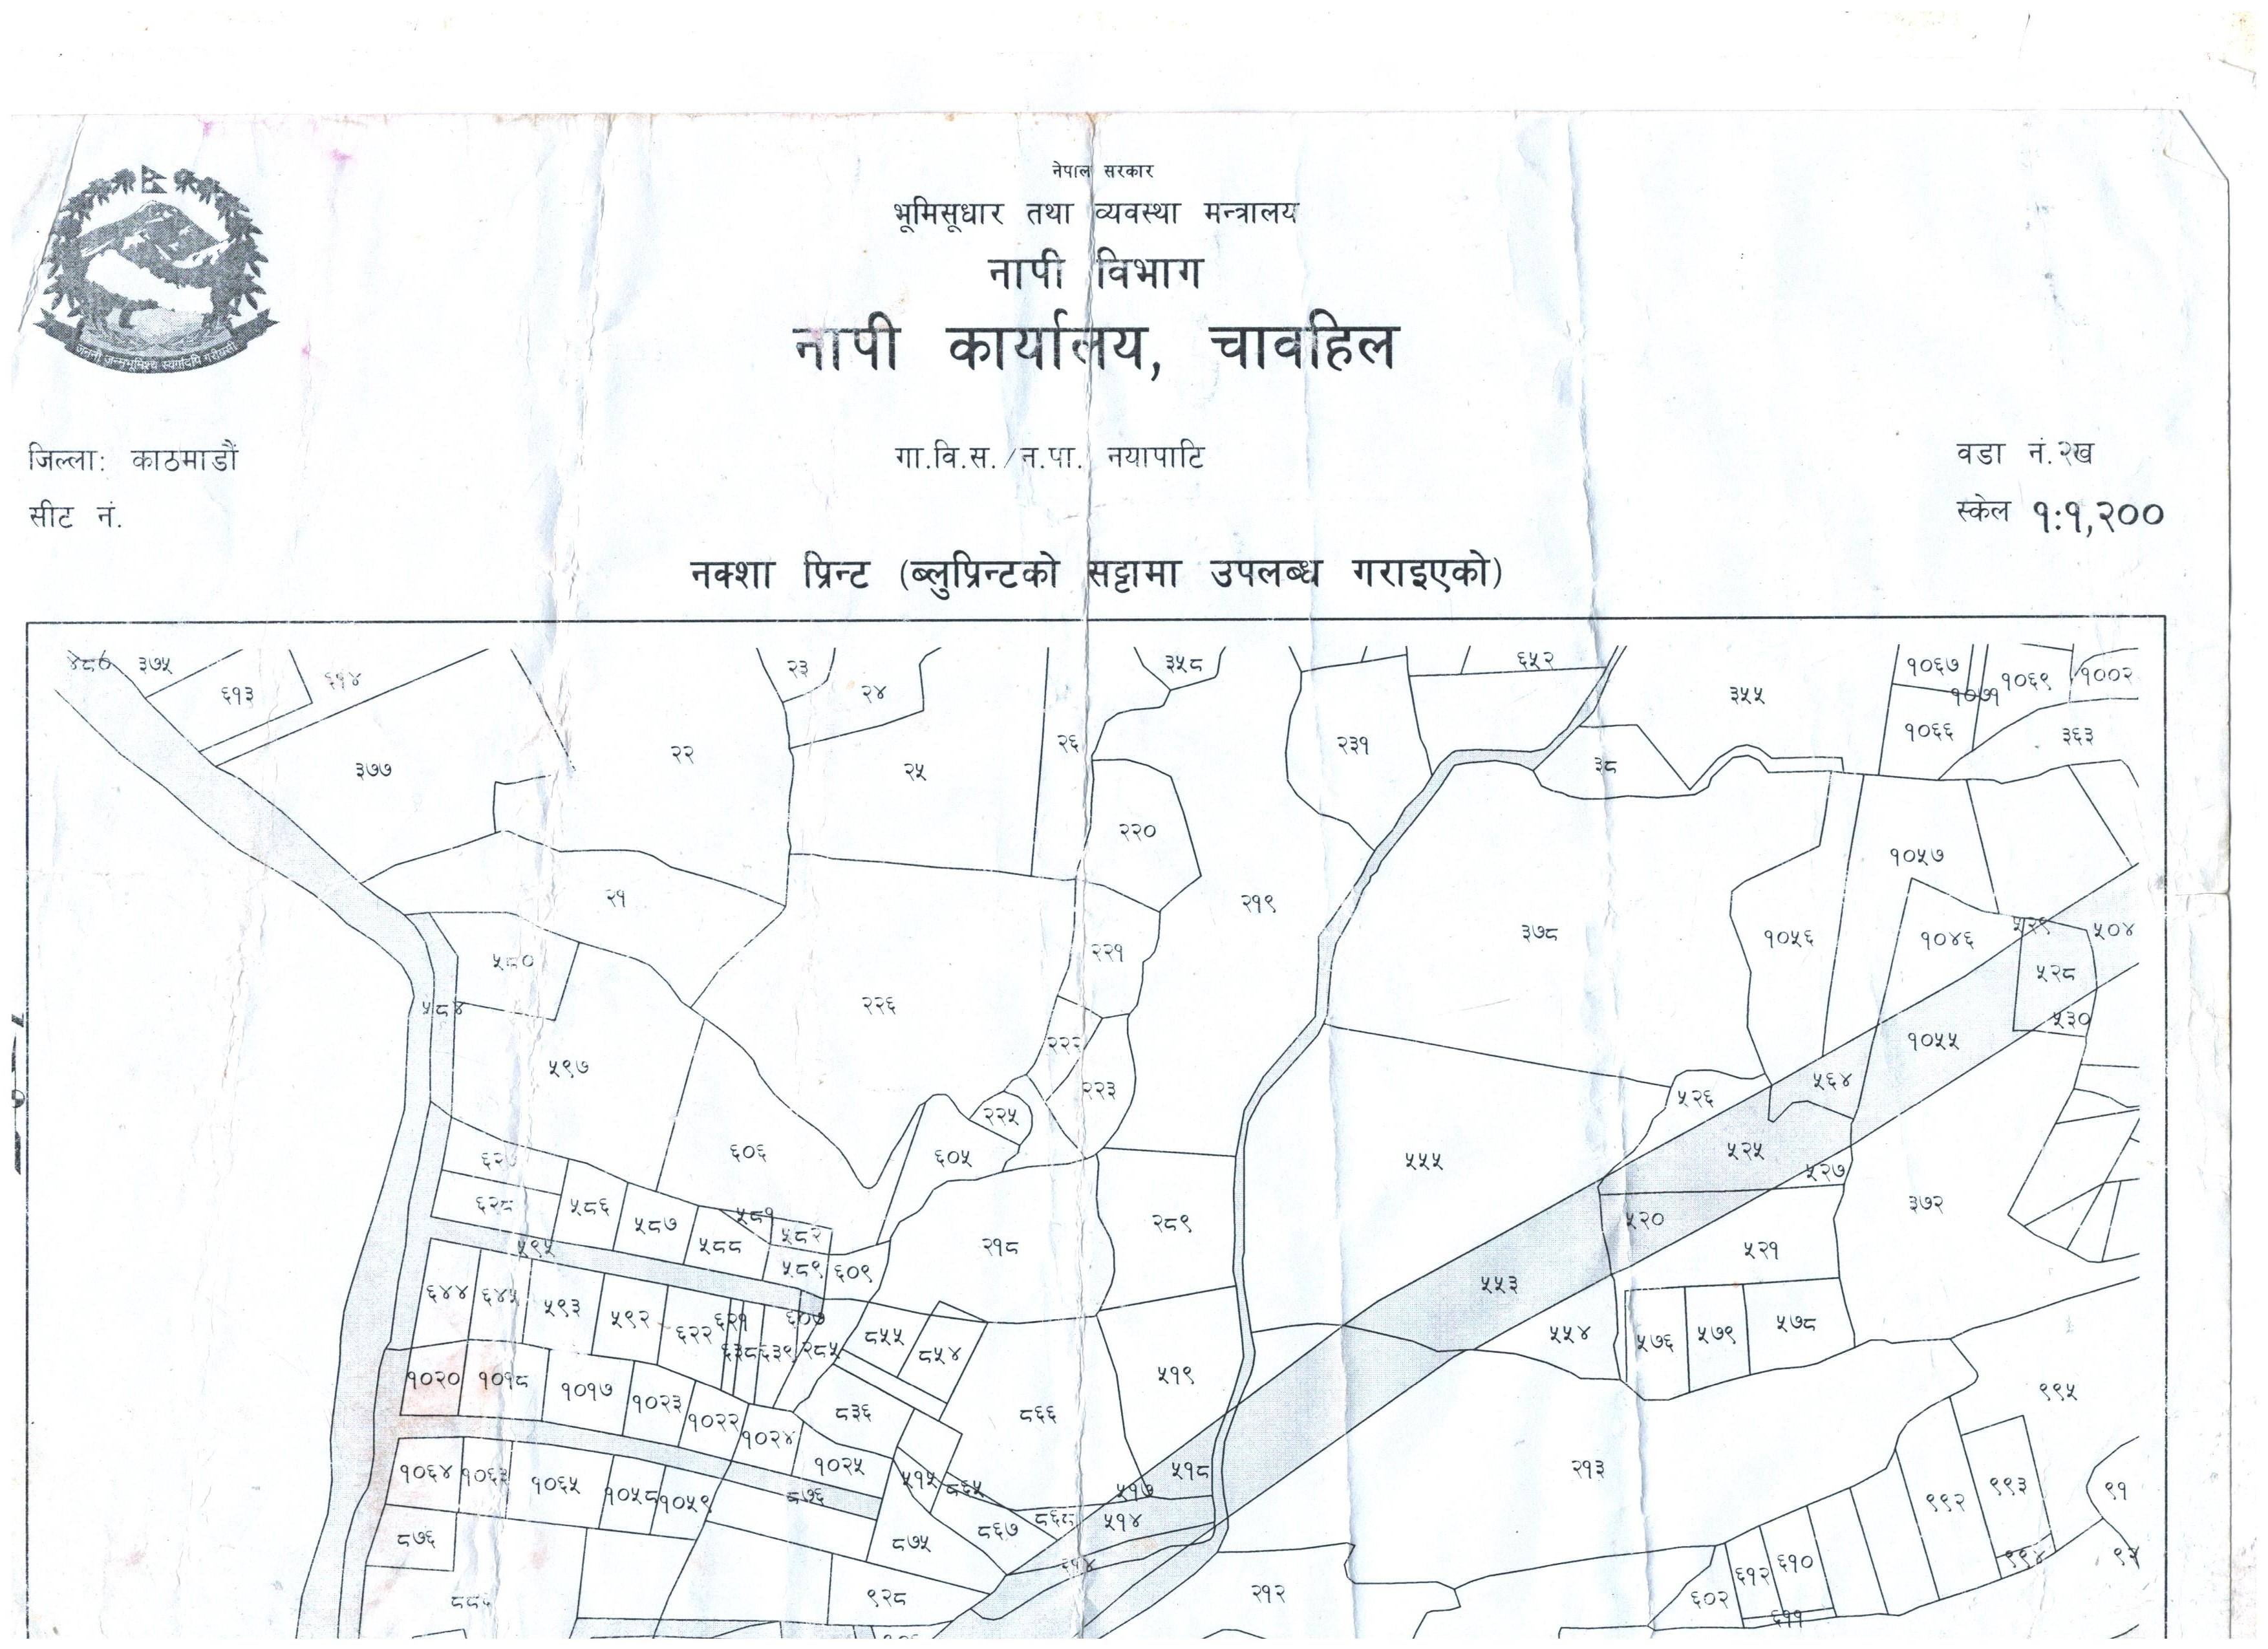 नेपाल सरकार
भूमिसूधार तथा व्यवस्था मन्त्रालय
नापी विभाग
नापी कार्यालय, चावहिल
जननी जन्मभूमिश्च स्वर्गादपि गरीयसी
जिल्ला: काठमाडौं गा.वि.स./न.पा. नयापाटि वडा नं.२ख
सीट नं. स्केल १:१,२००
नक्शा प्रिन्ट (ब्लुप्रिन्टको सट्टामा उपलब्ध गराइएको)
४८० ३७५ ६१३ ६१४ २३ २४ ३५८ ६५२ ३५५ १०६७ १०७१ १०६९ १००२
३७७ २२ २५ २६ २३१ ३८ १०६६ ३६३
२२० १०५७
२१ २१९ ३७८ १०५६ १०४६ ५२९ ५०४
५८० २२१ ५२८
५८४ २२६ ५३०
५९७ २२२ १०५५
२२३ ५६४
२२५ ५२६
६२७ ६०६ ६०५ ५५५ ५२५ ५२७
६२८ ५८६ ५८७ ५८८ ५८१ ५८२ २८९ ५२० ३७२
५९५ ५८९ ६०९ २१८ ५२१
६४४ ६४५ ५९३ ५९२ ६२२ ६२१ ६०७ ५५३
६३८ ६३९ २८५ ८५५ ८५४ ५५४ ५७६ ५७९ ५७८
१०२० १०१८ १०१७ १०२३ ५१९ ९९५
१०२२ १०२४ ८३६ ८६६
१०६४ १०६३ १०६५ १०५८ १०५९ १०२५ ५१५ ८६५ ५१८ ५१७ २१३ ९९२ ९९३ ९१
८७६ ८७६ ८७५ ८६७ ८६८ ५१४
९२८ २१२ ६०२ ६१२ ६१० ९९४
६११